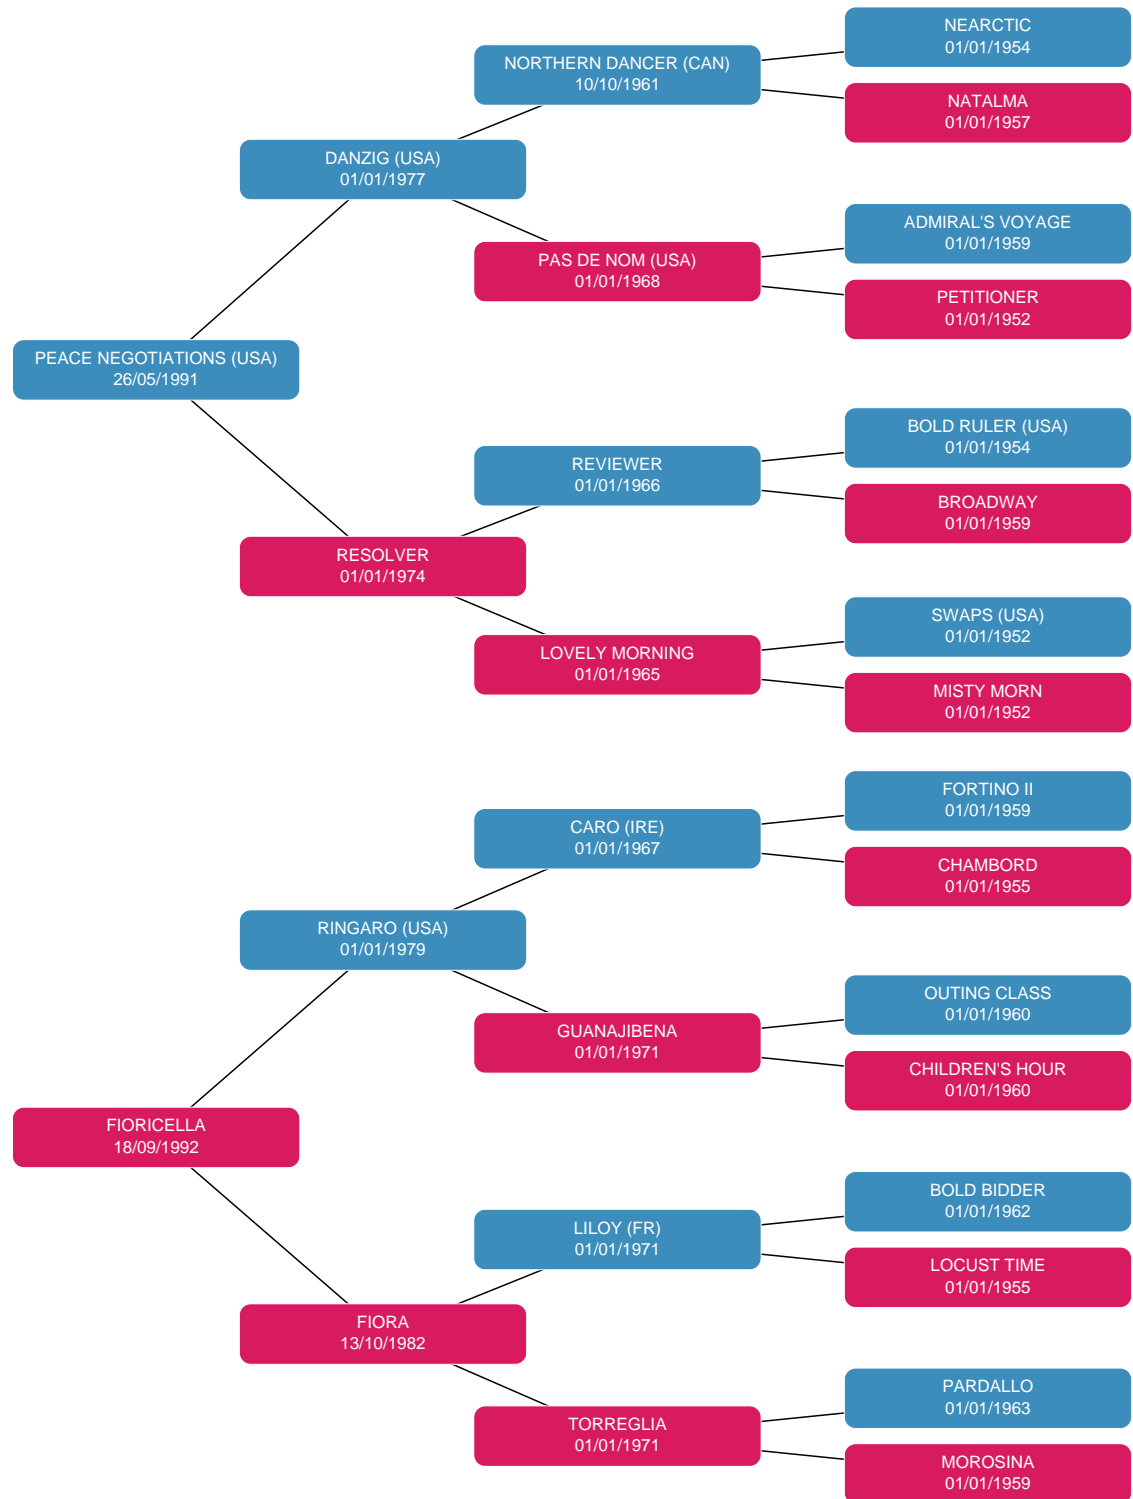 NEARCTIC
01/01/1954
NORTHERN DANCER (CAN)
10/10/1961
NATALMA
01/01/1957
DANZIG (USA)
01/01/1977
ADMIRAL'S VOYAGE
01/01/1959
PAS DE NOM (USA)
01/01/1968
PETITIONER
01/01/1952
PEACE NEGOTIATIONS (USA)
26/05/1991
BOLD RULER (USA)
01/01/1954
REVIEWER
01/01/1966
BROADWAY
01/01/1959
RESOLVER
01/01/1974
SWAPS (USA)
01/01/1952
LOVELY MORNING
01/01/1965
MISTY MORN
01/01/1952
FORTINO II
01/01/1959
CARO (IRE)
01/01/1967
CHAMBORD
01/01/1955
RINGARO (USA)
01/01/1979
OUTING CLASS
01/01/1960
GUANAJIBENA
01/01/1971
CHILDREN'S HOUR
01/01/1960
FIORICELLA
18/09/1992
BOLD BIDDER
01/01/1962
LILOY (FR)
01/01/1971
LOCUST TIME
01/01/1955
FIORA
13/10/1982
PARDALLO
01/01/1963
TORREGLIA
01/01/1971
MOROSINA
01/01/1959